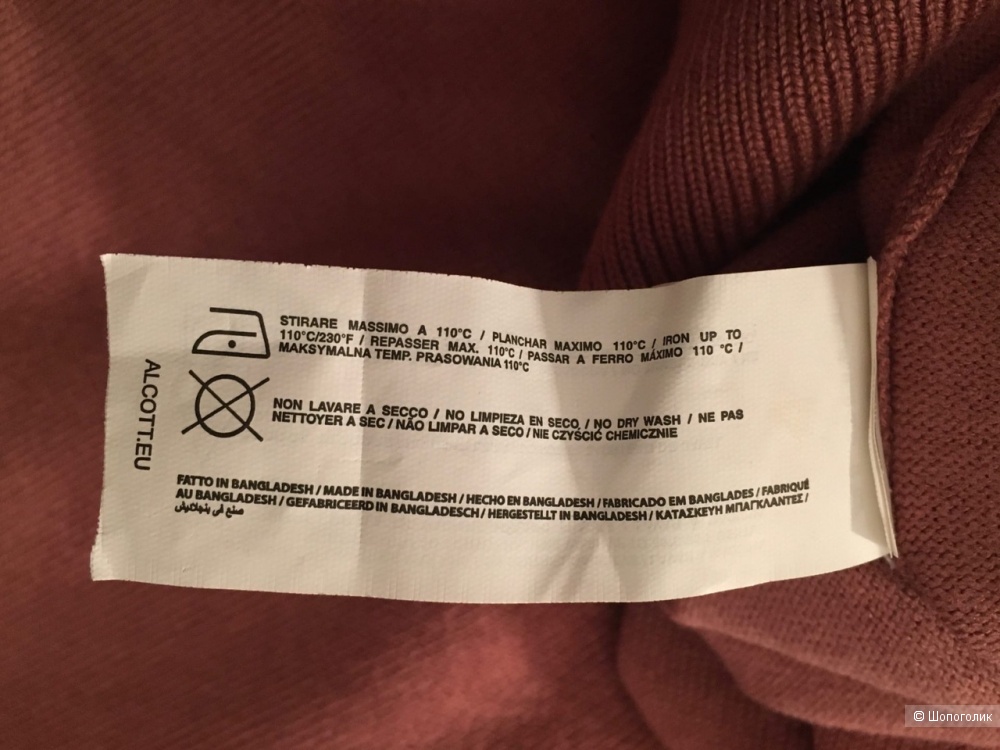 STIRARE MASSIMO A 110°C / PLANCHAR MAXIMO 110°C / IRON UP TO
110°C/230°F / REPASSER MAX. 110°C / PASSAR A FERRO MÁXIMO 110 °C /
MAKSYMALNA TEMP. PRASOWANIA 110°C
NON LAVARE A SECCO / NO LIMPIEZA EN SECO / NO DRY WASH / NE PAS
NETTOYER A SEC / NÃO LIMPAR A SECO / NIE CZYŚCIĆ CHEMICZNIE
ALCOTT.EU
FATTO IN BANGLADESH / MADE IN BANGLADESH / HECHO EN BANGLADESH / FABRICADO EM BANGLADES / FABRIQUÉ
AU BANGLADESH / GEFABRICEERD IN BANGLADESCH / HERGESTELLT IN BANGLADESH / ΚΑΤΑΣΚΕΥΗ ΜΠΑΓΚΛΑΝΤΕΣ /
صنع في بنجلاديش
© Шопоголик